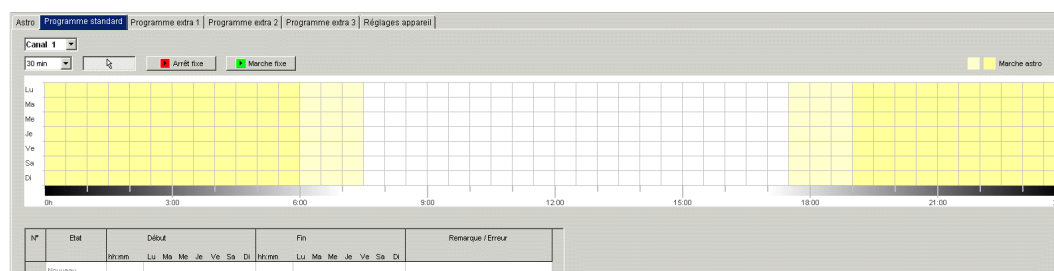 Astro Programme standard Programme extra 1 Programme extra 2 Programme extra 3 Réglages appareil
Canal 1
30 min Arrêt fixe Marche fixe Marche astro
Lu
Ma
Me
Je
Ve
Sa
Di
0h 3:00 6:00 9:00 12:00 15:00 18:00 21:00
N° Etat Début Fin Remarque / Erreur
hh:mm Lu Ma Me Je Ve Sa Di hh:mm Lu Ma Me Je Ve Sa Di
Nouveau